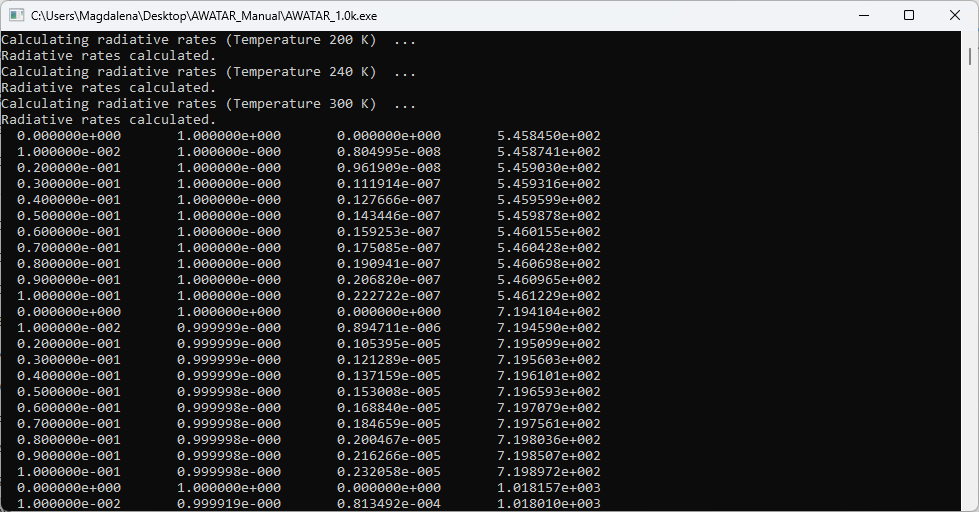 C:\Users\Magdalena\Desktop\AWATAR_Manual\AWATAR_1.0k.exe
Calculating radiative rates (Temperature 200 K)  ...
Radiative rates calculated.
Calculating radiative rates (Temperature 240 K)  ...
Radiative rates calculated.
Calculating radiative rates (Temperature 300 K)  ...
Radiative rates calculated.
0.000000e+000 1.000000e+000 0.000000e+000 5.458450e+002
1.000000e-002 1.000000e-000 0.804995e-008 5.458741e+002
0.200000e-001 1.000000e-000 0.961909e-008 5.459030e+002
0.300000e-001 1.000000e-000 0.111914e-007 5.459316e+002
0.400000e-001 1.000000e-000 0.127666e-007 5.459599e+002
0.500000e-001 1.000000e-000 0.143446e-007 5.459878e+002
0.600000e-001 1.000000e-000 0.159253e-007 5.460155e+002
0.700000e-001 1.000000e-000 0.175085e-007 5.460428e+002
0.800000e-001 1.000000e-000 0.190941e-007 5.460698e+002
0.900000e-001 1.000000e-000 0.206820e-007 5.460965e+002
1.000000e-001 1.000000e-000 0.222722e-007 5.461229e+002
0.000000e+000 1.000000e+000 0.000000e+000 7.194104e+002
1.000000e-002 0.999999e-000 0.894711e-006 7.194590e+002
0.200000e-001 0.999999e-000 0.105395e-005 7.195099e+002
0.300000e-001 0.999999e-000 0.121289e-005 7.195603e+002
0.400000e-001 0.999999e-000 0.137159e-005 7.196101e+002
0.500000e-001 0.999998e-000 0.153008e-005 7.196593e+002
0.600000e-001 0.999998e-000 0.168840e-005 7.197079e+002
0.700000e-001 0.999998e-000 0.184659e-005 7.197561e+002
0.800000e-001 0.999998e-000 0.200467e-005 7.198036e+002
0.900000e-001 0.999998e-000 0.216266e-005 7.198507e+002
1.000000e-001 0.999998e-000 0.232058e-005 7.198972e+002
0.000000e+000 1.000000e+000 0.000000e+000 1.018157e+003
1.000000e-002 0.999919e-000 0.813492e-004 1.018010e+003